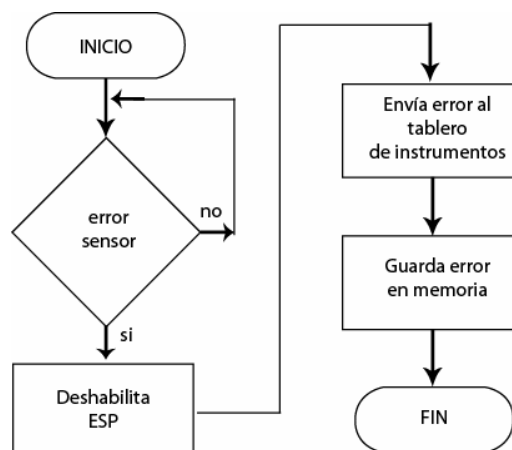 INICIO
error
sensor
no
si
Deshabilita
ESP
Envía error al
tablero
de instrumentos
Guarda error
en memoria
FIN